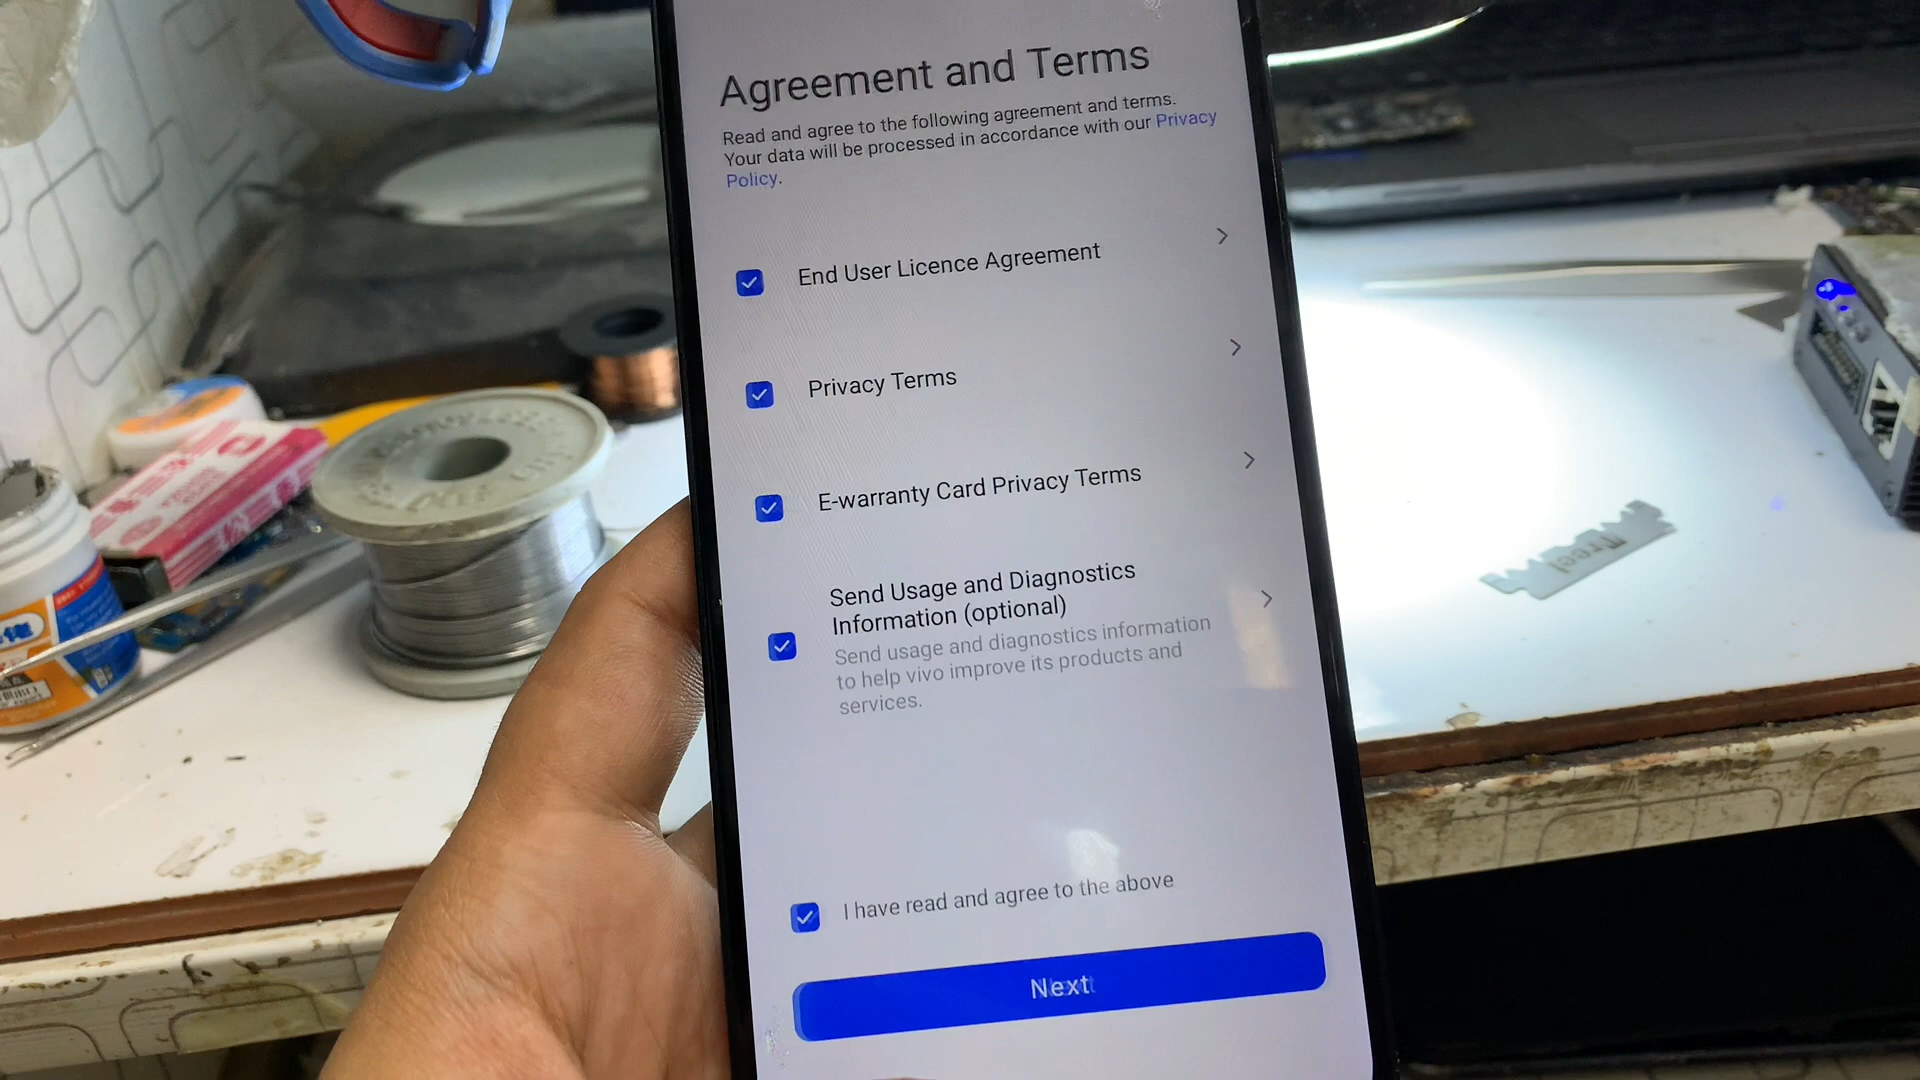 Agreement and Terms
Read and agree to the following agreement and terms.
Your data will be processed in accordance with our Privacy
Policy.
End User Licence Agreement
Privacy Terms
E-warranty Card Privacy Terms
Send Usage and Diagnostics
Information (optional)
Send usage and diagnostics information
to help vivo improve its products and
services.
I have read and agree to the above
Next